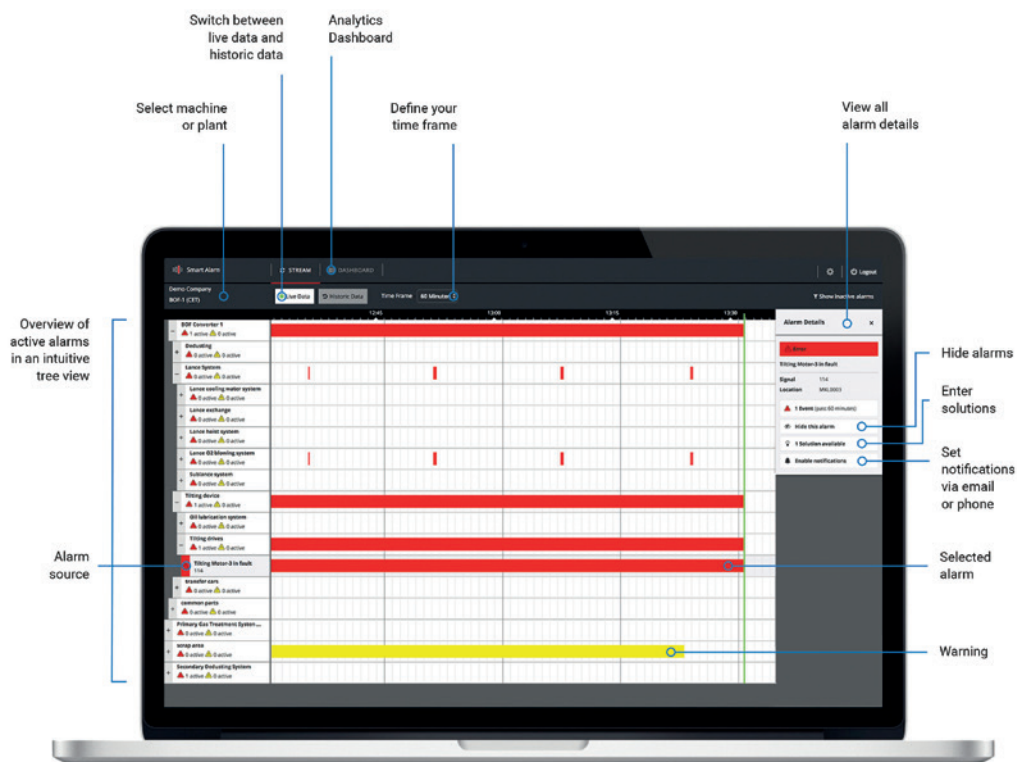 Switch between
live data and
historic data
Analytics
Dashboard
Select machine
or plant
Define your
time frame
View all
alarm details
Smart Alarm
STREAM
DASHBOARD
Logout
Demo Company
BOF-1 (CET)
Live Data
Historic Data
Time Frame
60 Minutes
Show Inactive alarms
12:45
13:00
13:15
13:30
Overview of
active alarms
in an intuitive
tree view
Alarm
source
BOF Converter 1
1 active 0 active
Dedusting
0 active 0 active
Lance System
0 active 0 active
Lance cooling water system
0 active 0 active
Lance exchange
0 active 0 active
Lance hoist system
0 active 0 active
Lance O2 blowing system
0 active 0 active
Sublance system
0 active 0 active
Tilting device
1 active 0 active
Oil lubrication system
0 active 0 active
Tilting drives
1 active 0 active
Tilting Motor-3 in fault
114
transfer cars
0 active 0 active
common parts
0 active 0 active
Primary Gas Treatment System ...
0 active 0 active
scrap area
0 active 0 active
Secondary Dedusting System
1 active 0 active
Alarm Details
×
Error
Tilting Motor-3 in fault
Signal 114
Location
1 Event (past 60 minutes)
Hide this alarm
1 Solution available
Enable notifications
Hide alarms
Enter
solutions
Set
notifications
via email
or phone
Selected
alarm
Warning